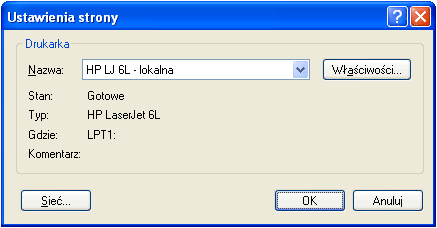 Ustawienia strony
Drukarka
Nazwa: HP LJ 6L - lokalna Właściwości...
Stan: Gotowe
Typ: HP LaserJet 6L
Gdzie: LPT1:
Komentarz:
Sieć... OK Anuluj